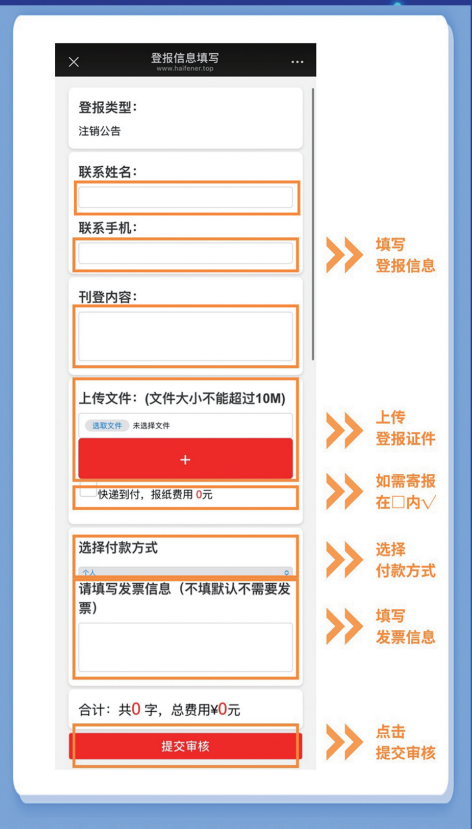 登报信息填写
www.haifener.top
登报类型：
注销公告
联系姓名：
联系手机：
填写
登报信息
刊登内容：
上传文件：(文件大小不能超过10M)
选取文件 未选择文件
+
上传
登报证件
快递到付，报纸费用 0元
如需寄报
在□内√
选择付款方式
个人
选择
付款方式
请填写发票信息（不填默认不需要发
票）
填写
发票信息
合计：共0 字，总费用¥0元
提交审核
点击
提交审核